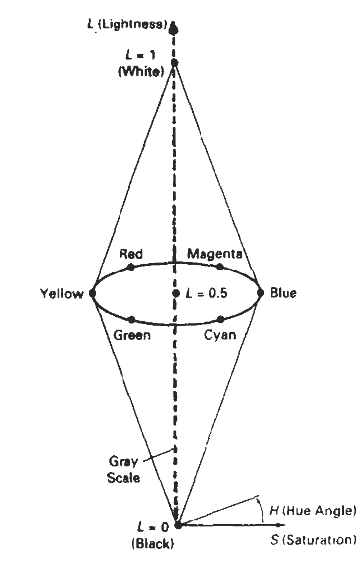 L (Lightness)
L = 1
(White)
Red
Magenta
Yellow
L = 0.5
Blue
Green
Cyan
Gray
Scale
H (Hue Angle)
L = 0
(Black)
S (Saturation)